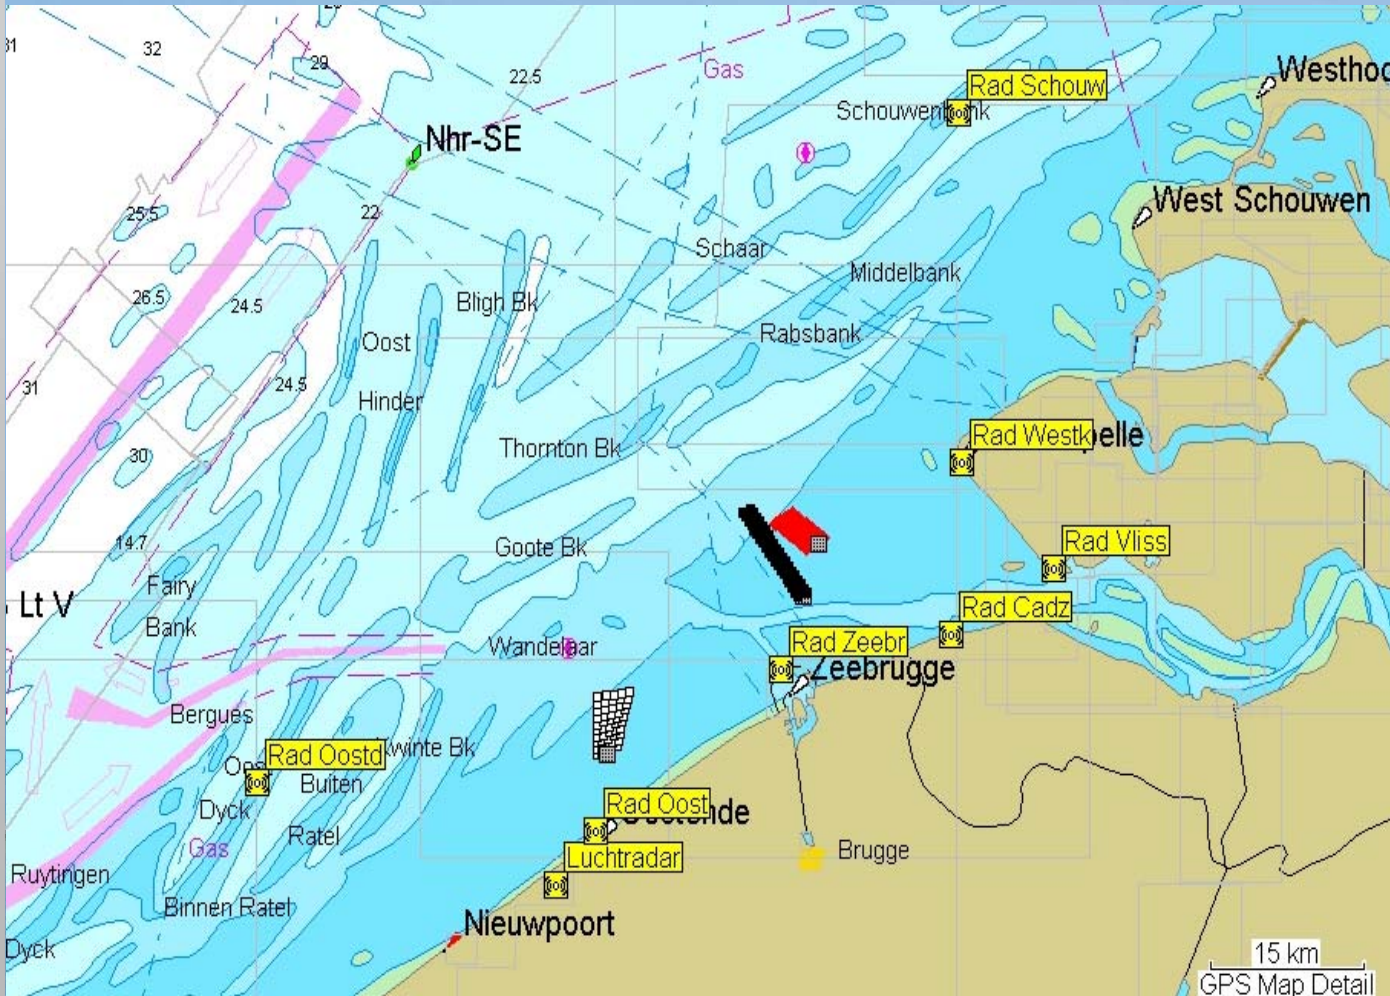 31
32
29
22.5
Gas
Rad Schouw
Westhoo
Nhr-SE
25.5
22
West Schouwen
Schaar
Middelbank
26.5
24.5
Bligh Bk
Rabsbank
Oost
Hinder
31
24.5
Thornton Bk
30
Rad Westk
elle
14.7
Goote Bk
Rad Vliss
Fairy
Bank
Lt V
Rad Cadz
Wandelaar
Rad Zeebr
Zeebrugge
Bergues
Kwinte Bk
Rad Oostd
Buiten
Dyck
Ratel
Gas
Rad Oost
nde
Luchtradar
Brugge
Ruytingen
Binnen Ratel
Nieuwpoort
Dyck
15 km
GPS Map Detail